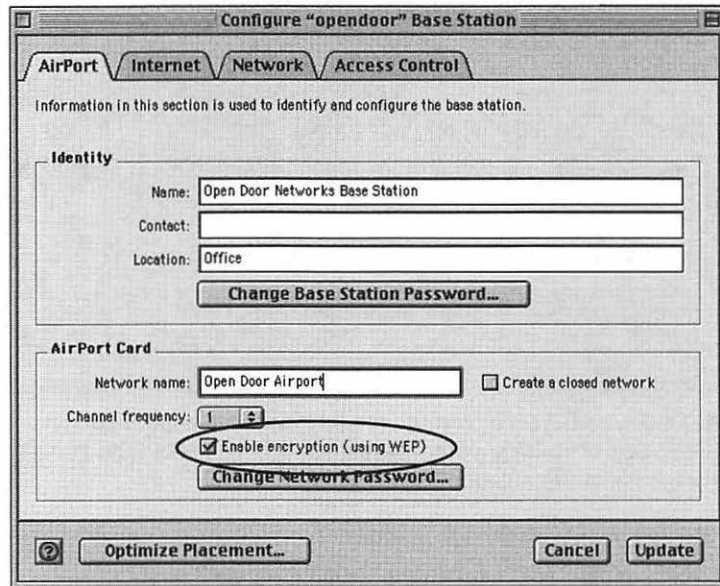 Configure “opendoor” Base Station
AirPort Internet Network Access Control
Information in this section is used to identify and configure the base station.
Identity
Name: Open Door Networks Base Station
Contact:
Location: Office
Change Base Station Password...
AirPort Card
Network name: Open Door Airport Create a closed network
Channel frequency: 1
Enable encryption (using WEP)
Change Network Password...
? Optimize Placement... Cancel Update